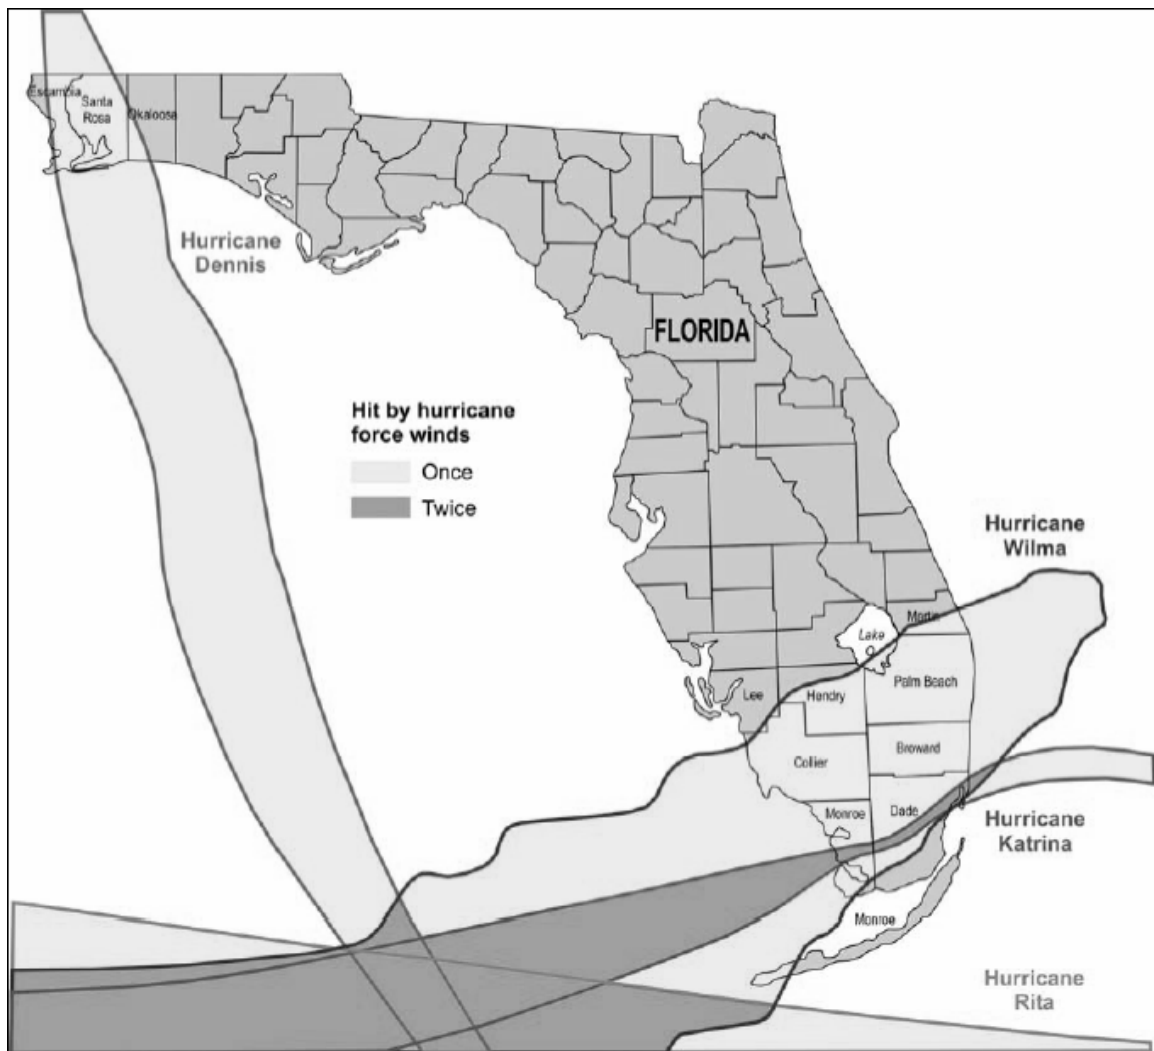 Escambia
Santa
Rosa
Okaloosa
Hurricane
Dennis
FLORIDA
Hit by hurricane
force winds
Once
Twice
Hurricane
Wilma
Martin
Lake
O
Palm Beach
Lee
Hendry
Broward
Collier
Monroe
Dade
Hurricane
Katrina
Monroe
Hurricane
Rita